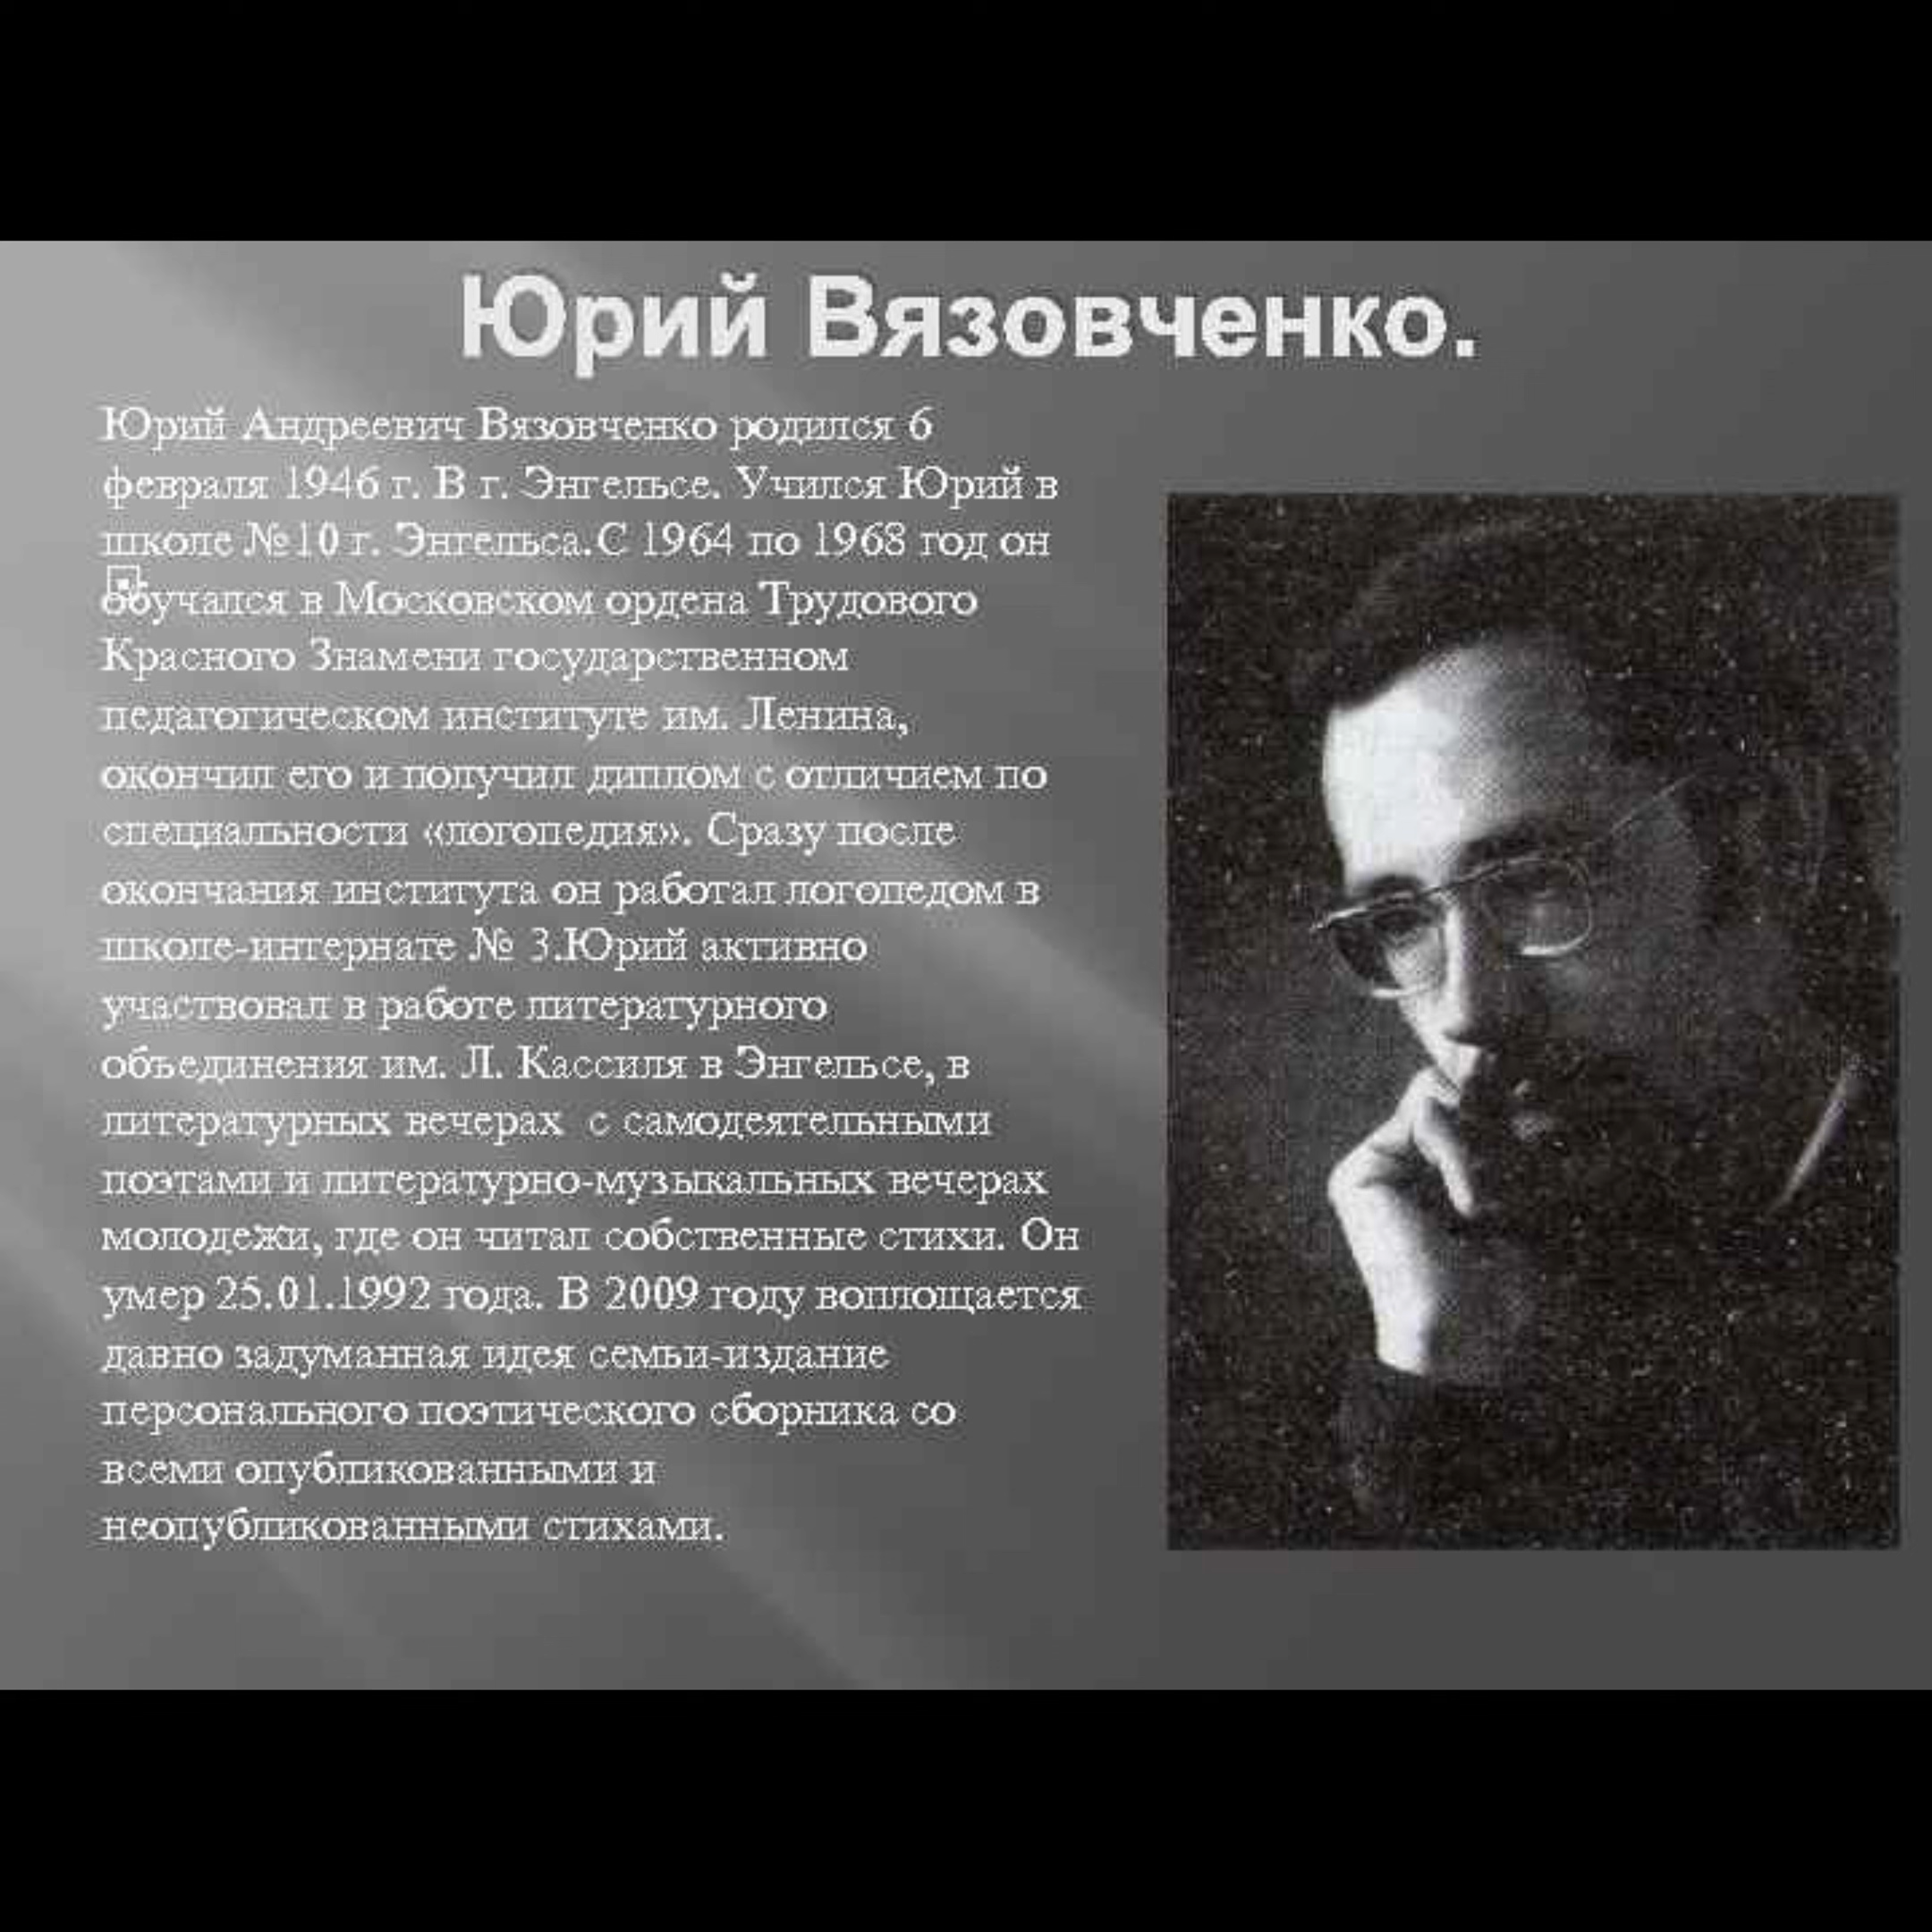 Юрий Вязовченко.
Юрий Андреевич Вязовченко родился 6
февраля 1946 г. В г. Энгельсе. Учился Юрий в
школе №10 г. Энгельса.С 1964 по 1968 год он
обучался в Московском ордена Трудового
Красного Знамени государственном
педагогическом институте им. Ленина,
окончил его и получил диплом с отличием по
специальности «логопедия». Сразу после
окончания института он работал логопедом в
школе-интернате № 3.Юрий активно
участвовал в работе литературного
объединения им. Л. Кассиля в Энгельсе, в
литературных вечерах с самодеятельными
поэтами и литературно-музыкальных вечерах
молодежи, где он читал собственные стихи. Он
умер 25.01.1992 года. В 2009 году воплощается
давно задуманная идея семьи-издание
персонального поэтического сборника со
всеми опубликованными и
неопубликованными стихами.